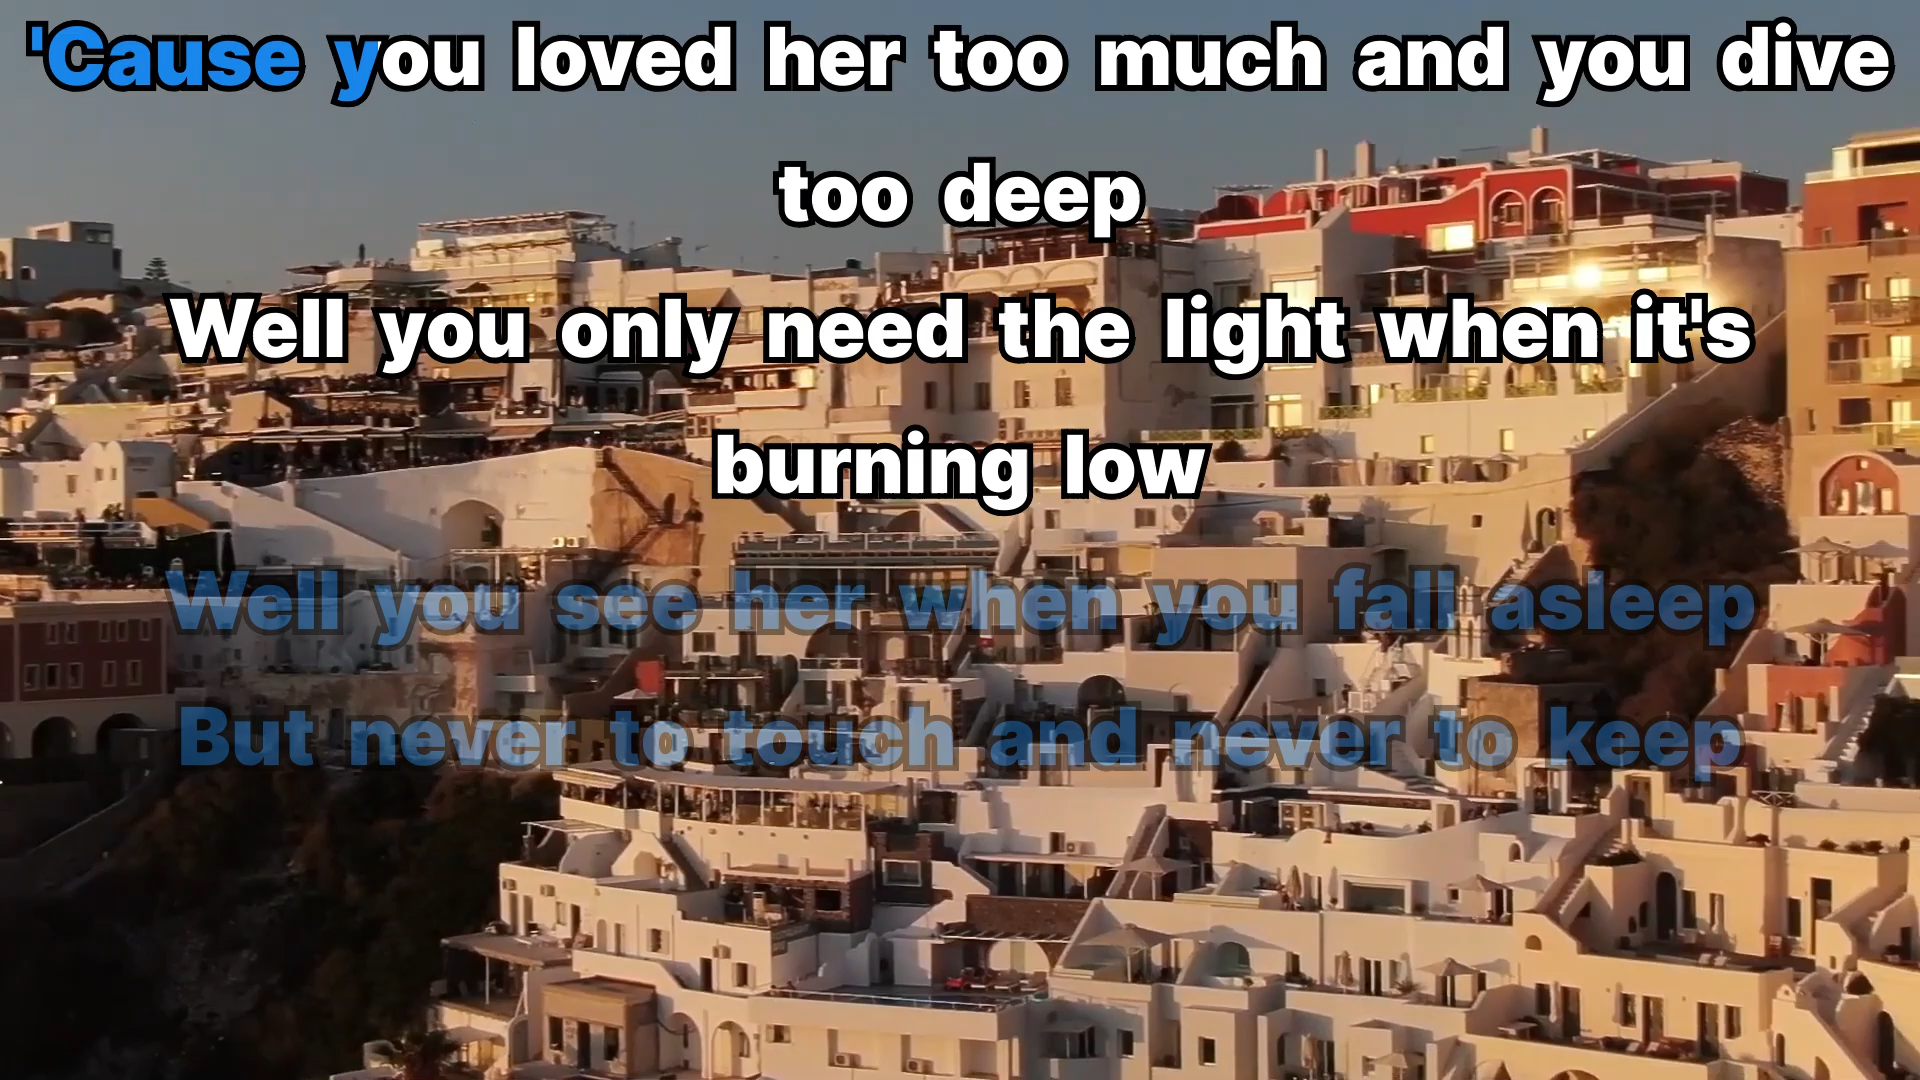 'Cause you loved her too much and you dive
too deep
Well you only need the light when it's
burning low
Well you see her when you fall asleep
But never to touch and never to keep